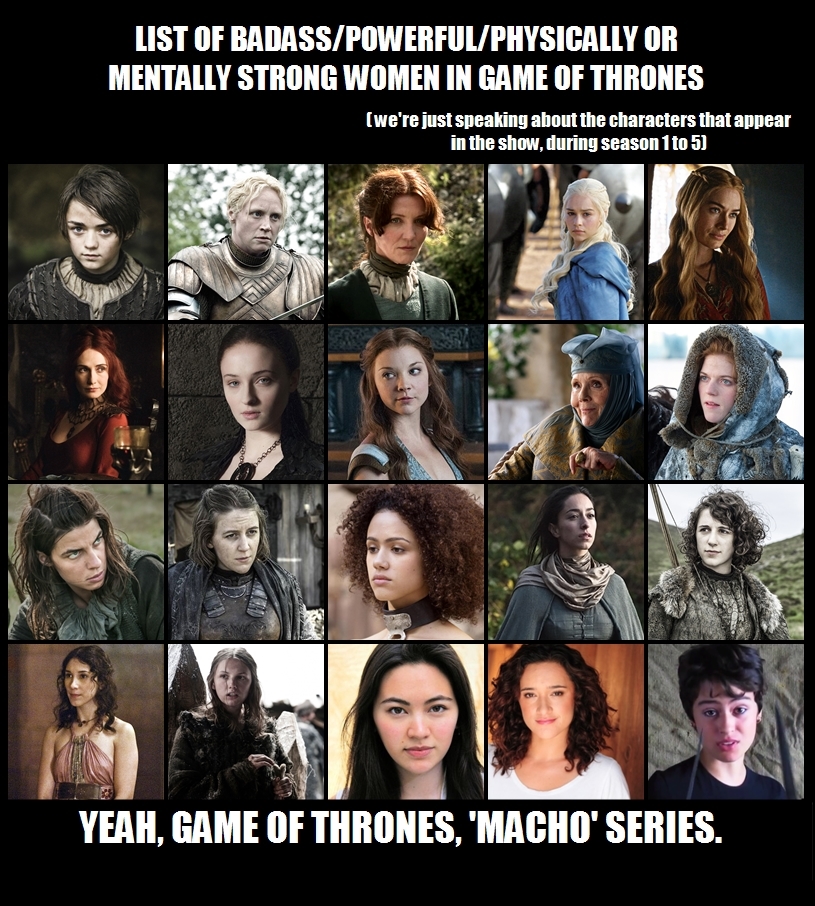 LIST OF BADASS/POWERFUL/PHYSICALLY OR
MENTALLY STRONG WOMEN IN GAME OF THRONES
( we're just speaking about the characters that appear
in the show, during season 1 to 5)
YEAH, GAME OF THRONES, 'MACHO' SERIES.